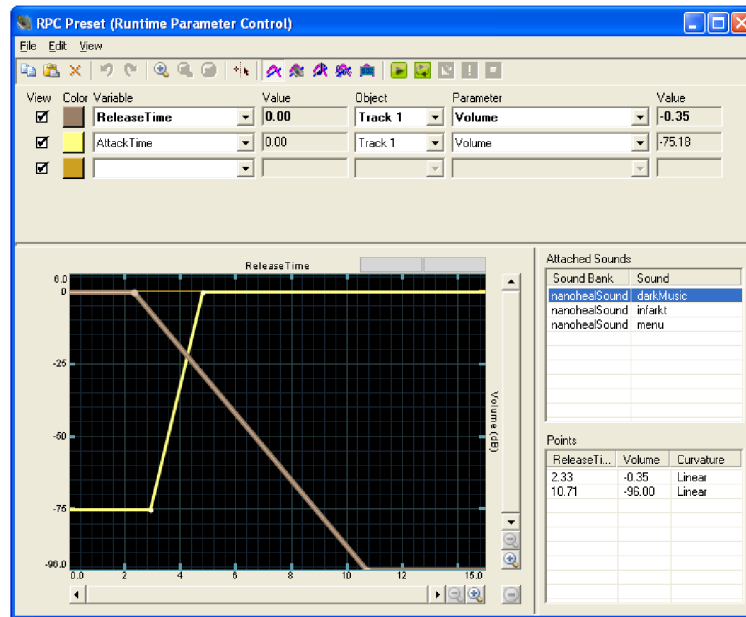 RPC Preset (Runtime Parameter Control)
File Edit View
View Color Variable Value Object Parameter Value
ReleaseTime 0.00 Track 1 Volume -0.35
AttackTime 0.00 Track 1 Volume -75.18
ReleaseTime
6.0
0
-25
-50
-75
-96.0
0.0 2 4 6 8 10 12 15.0
Volume (dB)
Attached Sounds
Sound Bank Sound
nanohealSound darkMusic
nanohealSound infarkt
nanohealSound menu
Points
ReleaseTi... Volume Curvature
2.33 -0.35 Linear
10.71 -96.00 Linear